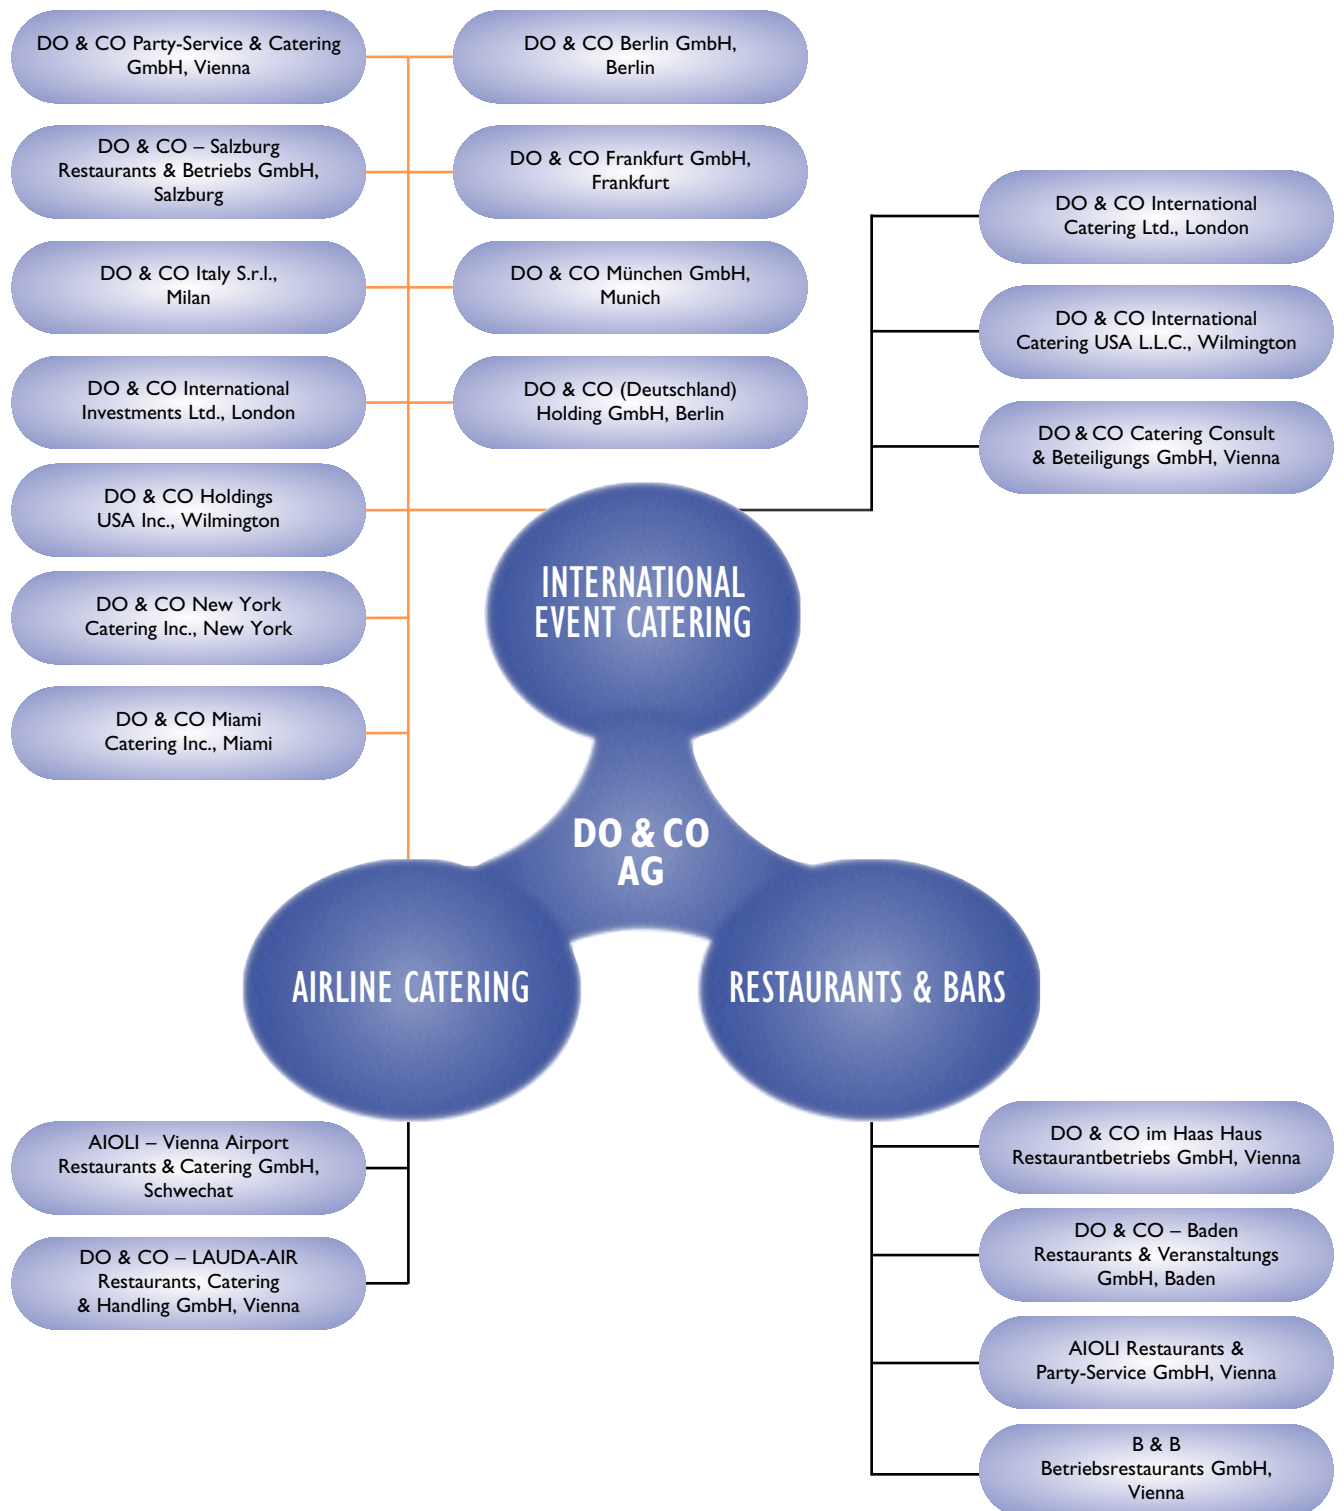 DO & CO Party-Service & Catering
GmbH, Vienna
DO & CO – Salzburg
Restaurants & Betriebs GmbH,
Salzburg
DO & CO Italy S.r.l.,
Milan
DO & CO International
Investments Ltd., London
DO & CO Holdings
USA Inc., Wilmington
DO & CO New York
Catering Inc., New York
DO & CO Miami
Catering Inc., Miami
DO & CO Berlin GmbH,
Berlin
DO & CO Frankfurt GmbH,
Frankfurt
DO & CO München GmbH,
Munich
DO & CO (Deutschland)
Holding GmbH, Berlin
DO & CO International
Catering Ltd., London
DO & CO International
Catering USA L.L.C., Wilmington
DO & CO Catering Consult
& Beteiligungs GmbH, Vienna
INTERNATIONAL
EVENT CATERING
DO & CO
AG
AIRLINE CATERING
RESTAURANTS & BARS
AIOLI – Vienna Airport
Restaurants & Catering GmbH,
Schwechat
DO & CO – LAUDA-AIR
Restaurants, Catering
& Handling GmbH, Vienna
DO & CO im Haas Haus
Restaurantbetriebs GmbH, Vienna
DO & CO – Baden
Restaurants & Veranstaltungs
GmbH, Baden
AIOLI Restaurants &
Party-Service GmbH, Vienna
B & B
Betriebsrestaurants GmbH,
Vienna